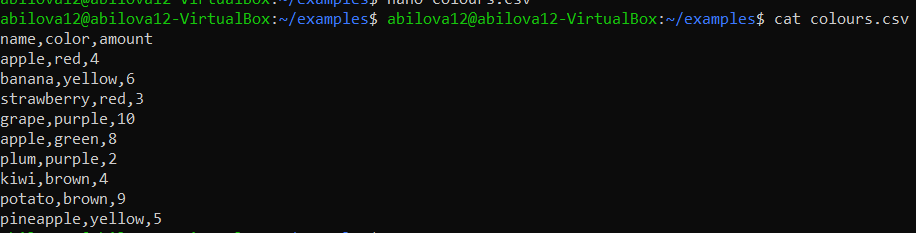 abilova12@abilova12-VirtualBox:~/examples$ nano colours.csv
abilova12@abilova12-VirtualBox:~/examples$ abilova12@abilova12-VirtualBox:~/examples$ cat colours.csv
name,color,amount
apple,red,4
banana,yellow,6
strawberry,red,3
grape,purple,10
apple,green,8
plum,purple,2
kiwi,brown,4
potato,brown,9
pineapple,yellow,5